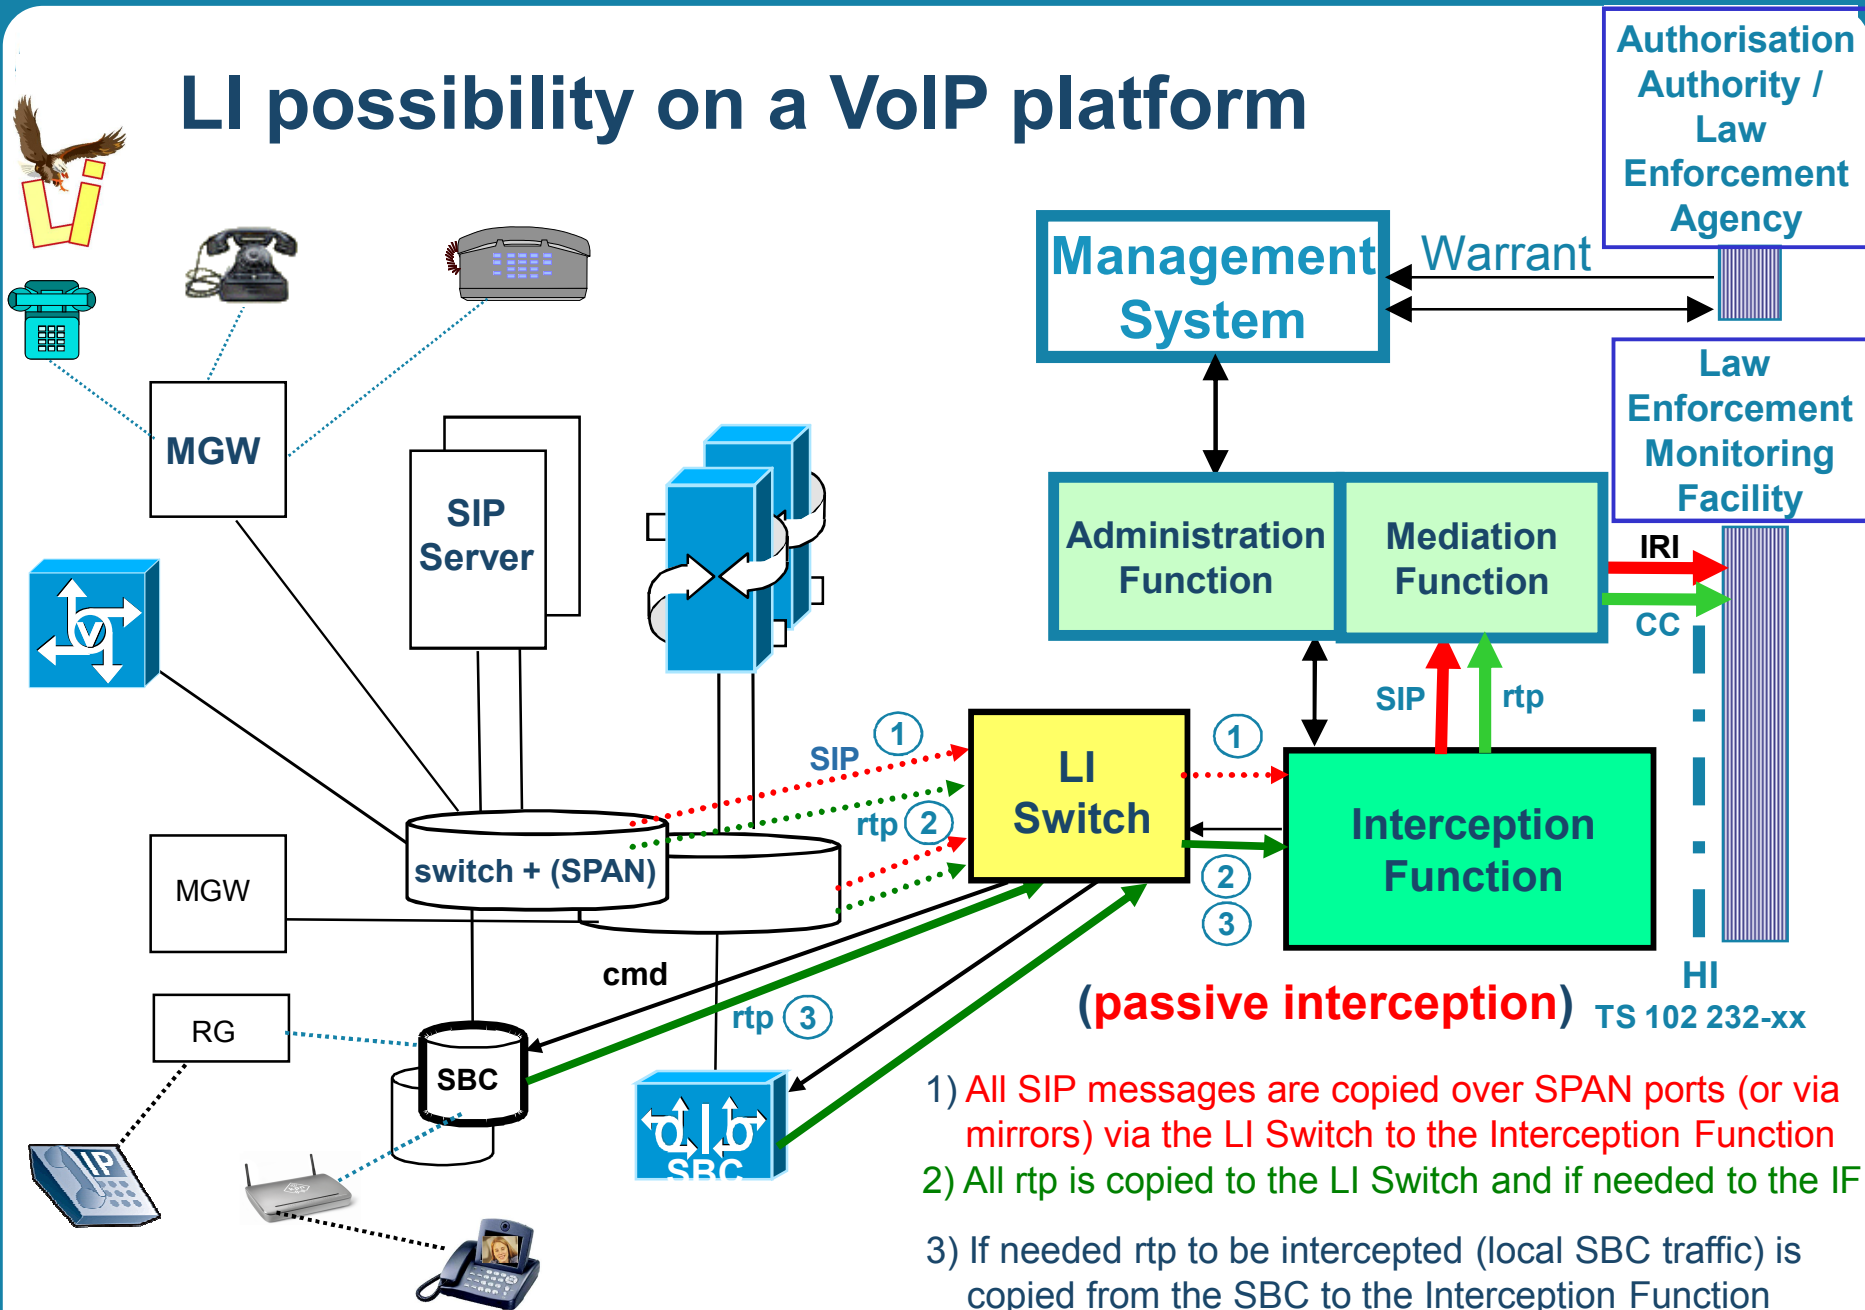 LI possibility on a VoIP platform
Li
Authorisation
Authority /
Law
Enforcement
Agency
Management
System
Warrant
Law
Enforcement
Monitoring
Facility
MGW
SIP
Server
Administration
Function
Mediation
Function
IRI
CC
V
SIP
rtp
SIP
1
1
LI
Switch
rtp 2
Interception
Function
switch + (SPAN)
MGW
2
3
cmd
rtp 3
HI
TS 102 232-xx
(passive interception)
RG
SBC
SBC
IP
1) All SIP messages are copied over SPAN ports (or via
mirrors) via the LI Switch to the Interception Function
2) All rtp is copied to the LI Switch and if needed to the IF
3) If needed rtp to be intercepted (local SBC traffic) is
copied from the SBC to the Interception Function